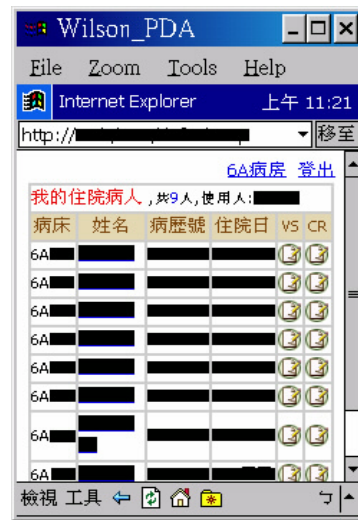 Wilson_PDA
File Zoom Tools Help
Internet Explorer 上午 11:21
http:// 移至
6A病房 登出
我的住院病人 ,共9人,使用人:
病床 姓名 病歷號 住院日 VS CR
6A
6A
6A
6A
6A
6A
6A
6A
檢視 工具 ㄅ